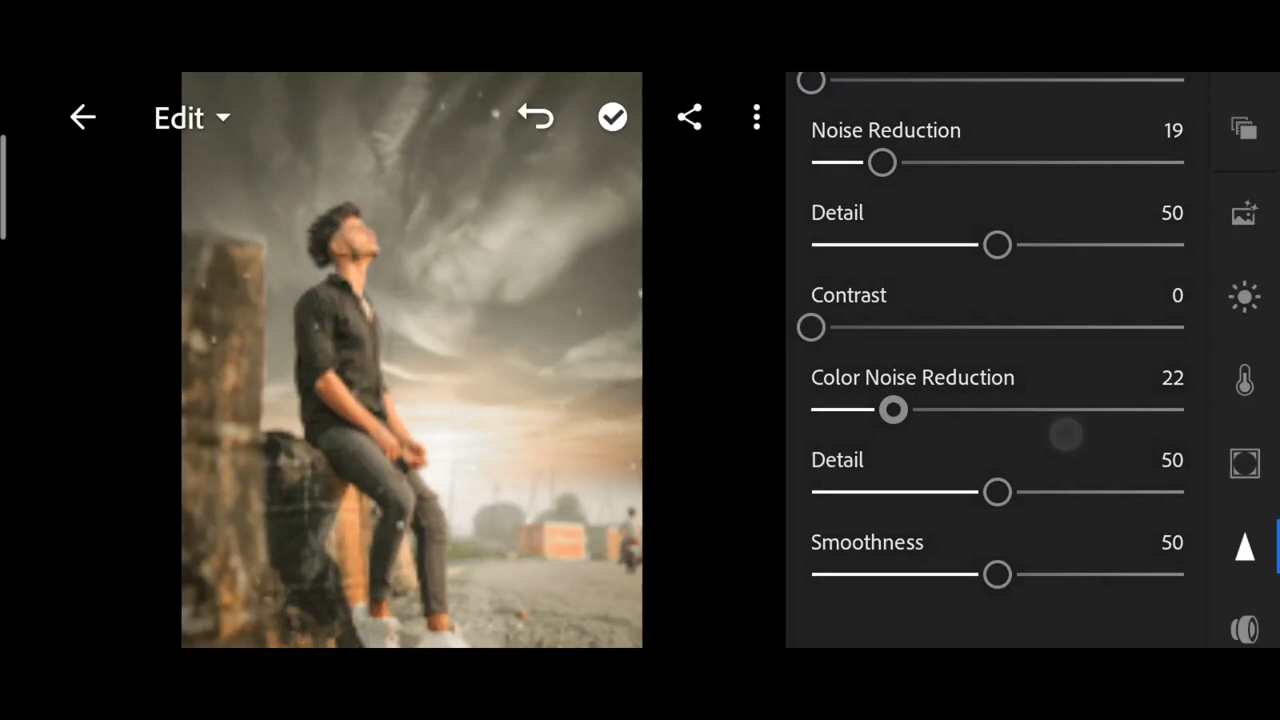 Edit
Noise Reduction 19
Detail 50
Contrast 0
Color Noise Reduction 22
Detail 50
Smoothness 50